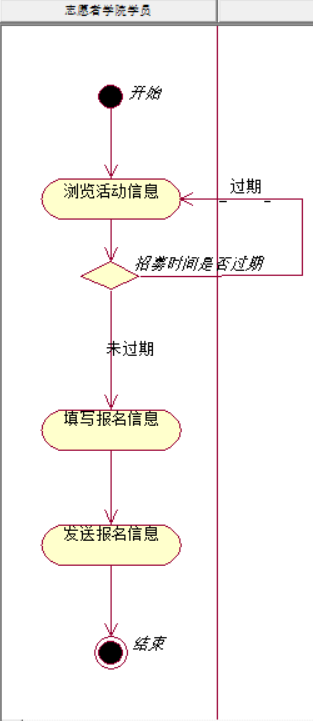 志愿者学院学员
开始
浏览活动信息
过期
招募时间是否过期
未过期
填写报名信息
发送报名信息
结束